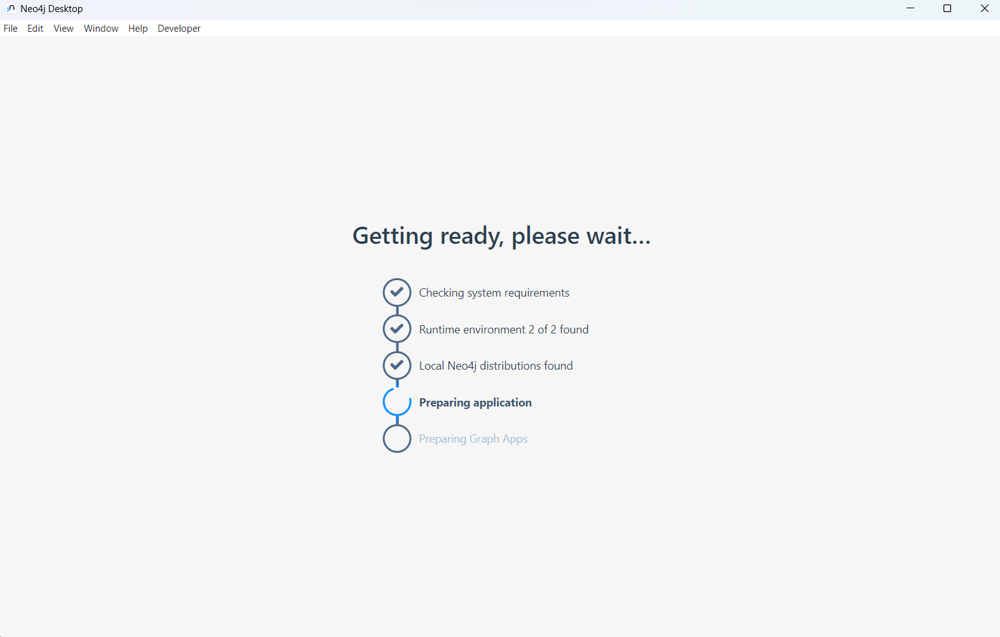 Neo4j Desktop
File Edit View Window Help Developer
Getting ready, please wait...
Checking system requirements
Runtime environment 2 of 2 found
Local Neo4j distributions found
Preparing application
Preparing Graph Apps